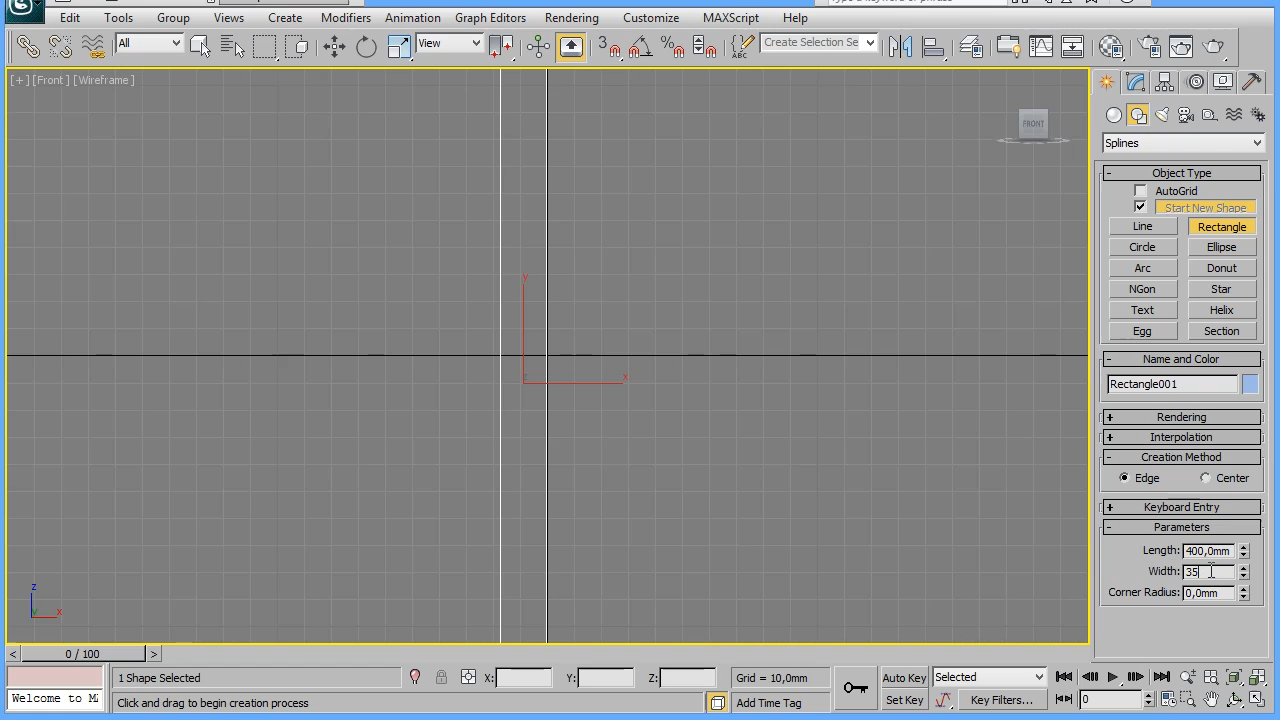 Edit Tools Group Views Create Modifiers Animation Graph Editors Rendering Customize MAXScript Help
All View 3 % ABC Create Selection Se
[+] [Front] [Wireframe]
FRONT
Splines
- Object Type
AutoGrid
Start New Shape
Line Rectangle
Circle Ellipse
Arc Donut
NGon Star
Text Helix
Egg Section
- Name and Color
Rectangle001
+ Rendering
+ Interpolation
- Creation Method
Edge Center
+ Keyboard Entry
- Parameters
Length: 400,0mm
Width: 35
Corner Radius: 0,0mm
y
x
z
x
< 0 / 100 >
1 Shape Selected X: Y: Z: Grid = 10,0mm Auto Key Selected
Welcome to M Click and drag to begin creation process Add Time Tag Set Key Key Filters... 0